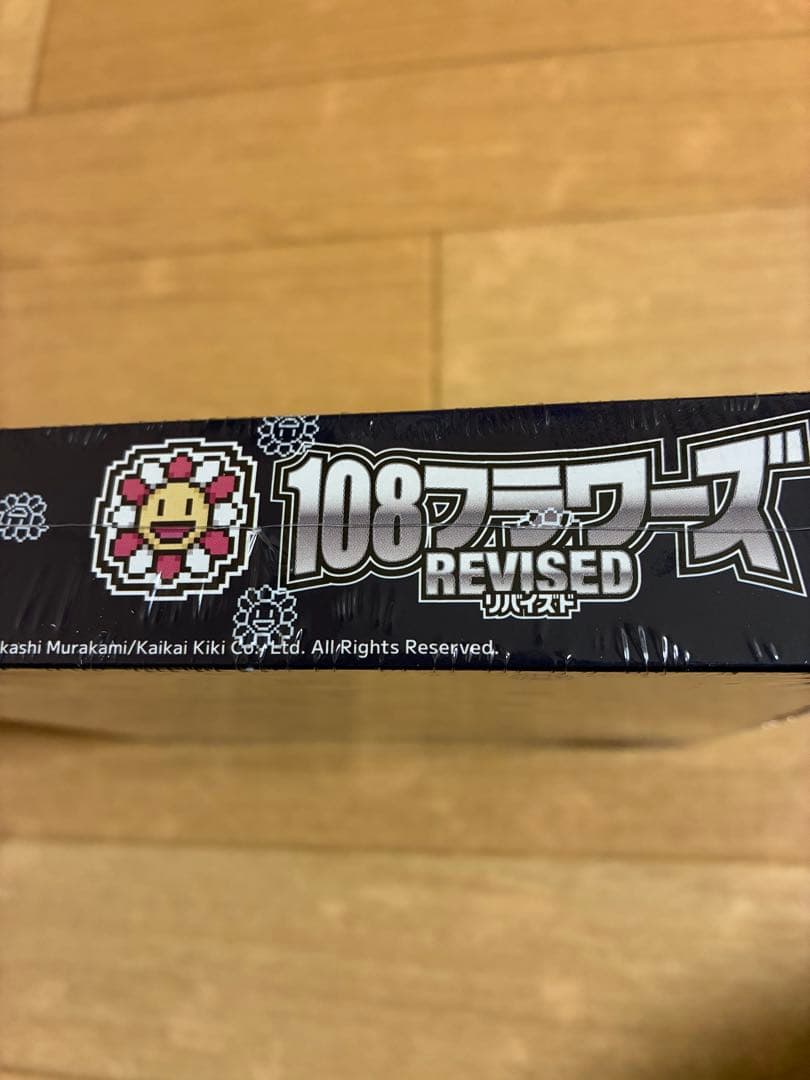 108フラワーズ
REVISED
リバイズド
kashi Murakami/Kaikai Kiki Co., Ltd. All Rights Reserved.